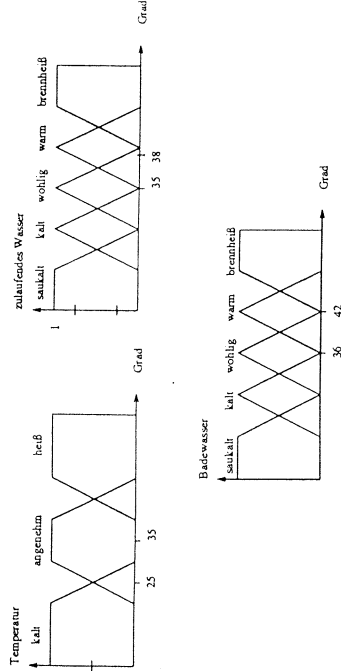 Temperatur
kalt angenehm heiß
25 35
Grad
zulaufendes Wasser
saukalt kalt wohlig warm brennheiß
1
35 38
Grad
Badewasser
saukalt kalt wohlig warm brennheiß
36 42
Grad